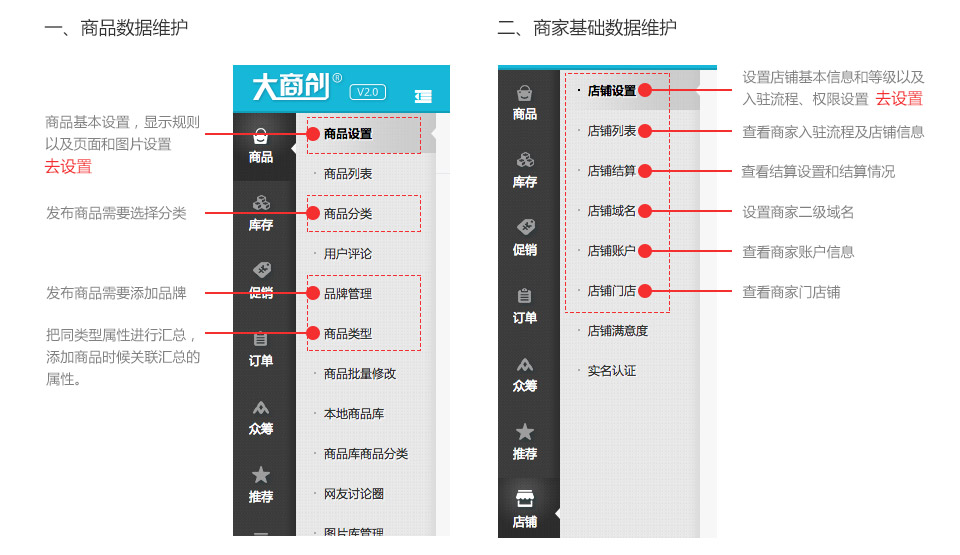 一、商品数据维护
大商创® V2.0
商品基本设置，显示规则
以及页面和图片设置
去设置
发布商品需要选择分类
发布商品需要添加品牌
把同类型属性进行汇总，
添加商品时候关联汇总的
属性。
商品
库存
促销
订单
众筹
推荐
商品设置
商品列表
商品分类
用户评论
品牌管理
商品类型
商品批量修改
本地商品库
商品库商品分类
网友讨论圈
图片库管理
二、商家基础数据维护
商品
库存
促销
订单
众筹
推荐
店铺
店铺设置
店铺列表
店铺结算
店铺域名
店铺账户
店铺门店
店铺满意度
实名认证
设置店铺基本信息和等级以及
入驻流程、权限设置 去设置
查看商家入驻流程及店铺信息
查看结算设置和结算情况
设置商家二级域名
查看商家账户信息
查看商家门店铺